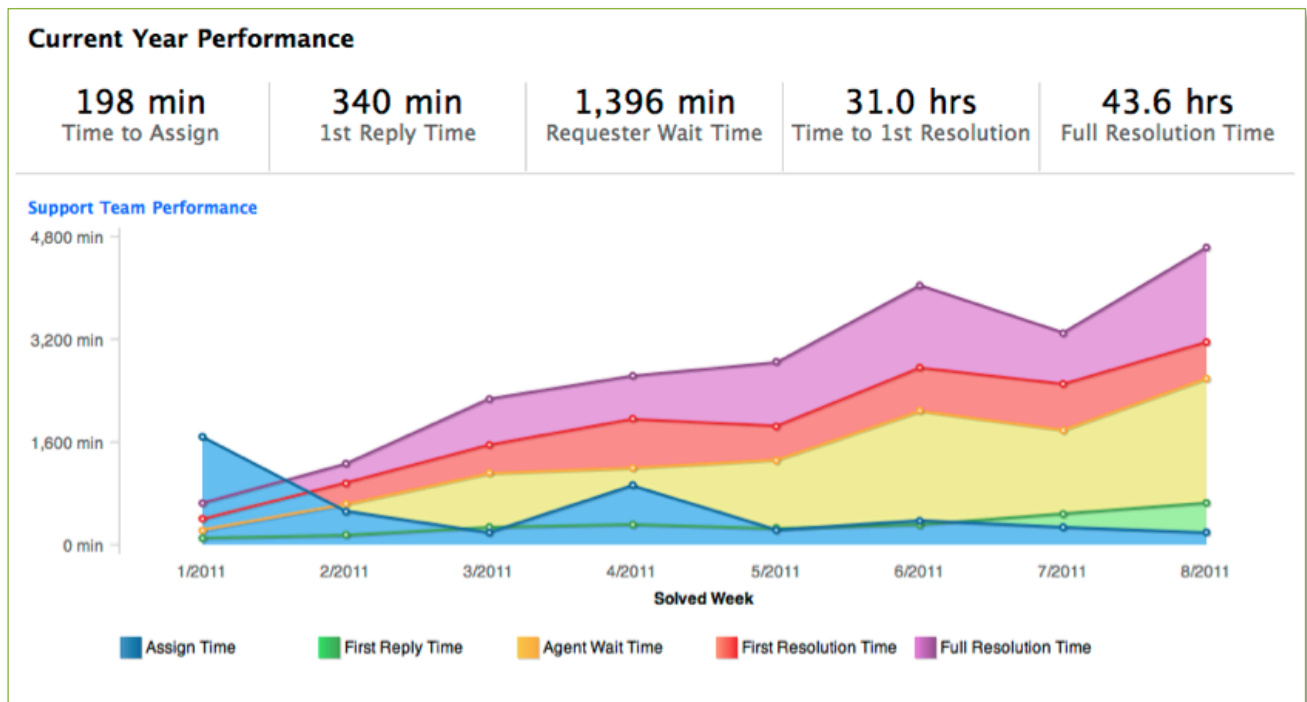 Current Year Performance
198 min 340 min 1,396 min 31.0 hrs 43.6 hrs
Time to Assign 1st Reply Time Requester Wait Time Time to 1st Resolution Full Resolution Time
Support Team Performance
4,800 min
3,200 min
1,600 min
0 min
1/2011 2/2011 3/2011 4/2011 5/2011 6/2011 7/2011 8/2011
Solved Week
Assign Time First Reply Time Agent Wait Time First Resolution Time Full Resolution Time